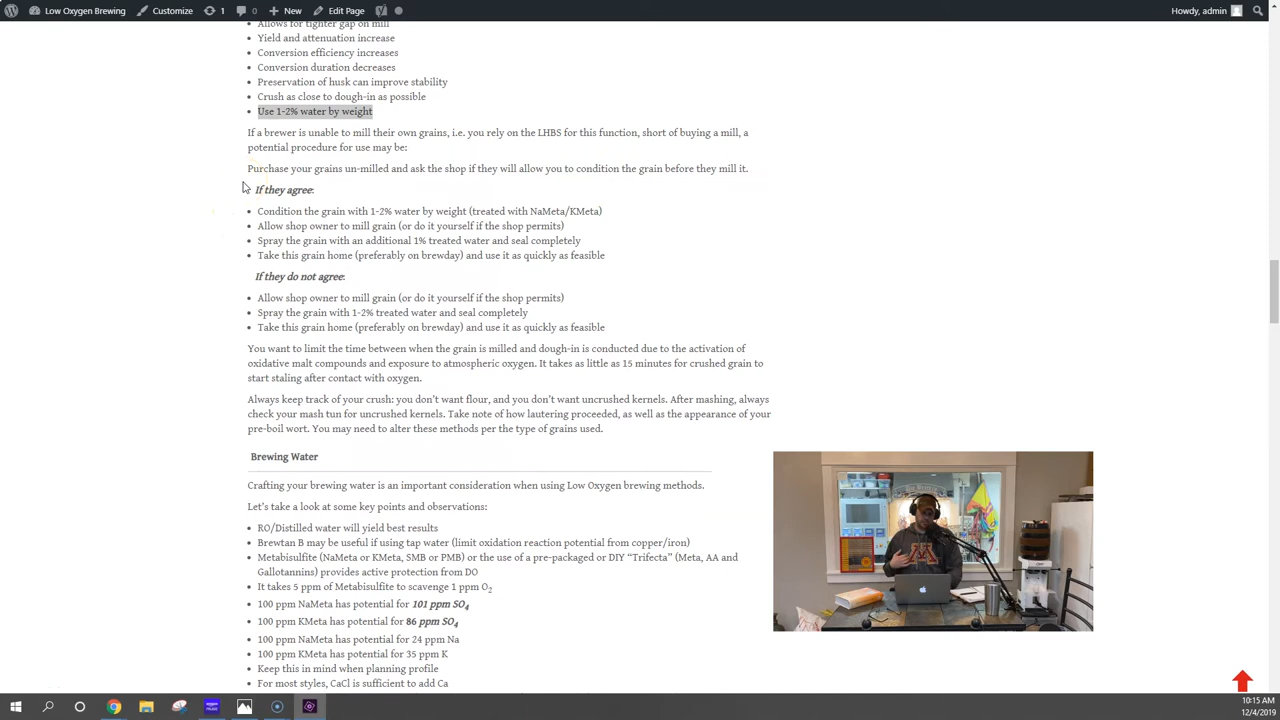 Low Oxygen Brewing Customize 1 0 New Edit Page Howdy, admin
Allows for tighter gap on mill
Yield and attenuation increase
Conversion efficiency increases
Conversion duration decreases
Preservation of husk can improve stability
Crush as close to dough-in as possible
Use 1-2% water by weight
If a brewer is unable to mill their own grains, i.e. you rely on the LHBS for this function, short of buying a mill, a
potential procedure for use may be:
Purchase your grains un-milled and ask the shop if they will allow you to condition the grain before they mill it.
If they agree:
Condition the grain with 1-2% water by weight (treated with NaMeta/KMeta)
Allow shop owner to mill grain (or do it yourself if the shop permits)
Spray the grain with an additional 1% treated water and seal completely
Take this grain home (preferably on brewday) and use it as quickly as feasible
If they do not agree:
Allow shop owner to mill grain (or do it yourself if the shop permits)
Spray the grain with 1-2% treated water and seal completely
Take this grain home (preferably on brewday) and use it as quickly as feasible
You want to limit the time between when the grain is milled and dough-in is conducted due to the activation of
oxidative malt compounds and exposure to atmospheric oxygen. It takes as little as 15 minutes for crushed grain to
start staling after contact with oxygen.
Always keep track of your crush: you don't want flour, and you don't want uncrushed kernels. After mashing, always
check your mash tun for uncrushed kernels. Take note of how lautering proceeded, as well as the appearance of your
pre-boil wort. You may need to alter these methods per the type of grains used.
Brewing Water
Crafting your brewing water is an important consideration when using Low Oxygen brewing methods.
Let's take a look at some key points and observations:
RO/Distilled water will yield best results
Brewtan B may be useful if using tap water (limit oxidation reaction potential from copper/iron)
Metabisulfite (NaMeta or KMeta, SMB or PMB) or the use of a pre-packaged or DIY "Trifecta" (Meta, AA and
Gallotannins) provides active protection from DO
It takes 5 ppm of Metabisulfite to scavenge 1 ppm O2
100 ppm NaMeta has potential for 101 ppm SO4
100 ppm KMeta has potential for 86 ppm SO4
100 ppm NaMeta has potential for 24 ppm Na
100 ppm KMeta has potential for 35 ppm K
Keep this in mind when planning profile
For most styles, CaCl is sufficient to add Ca
M
10:15 AM
12/4/2019